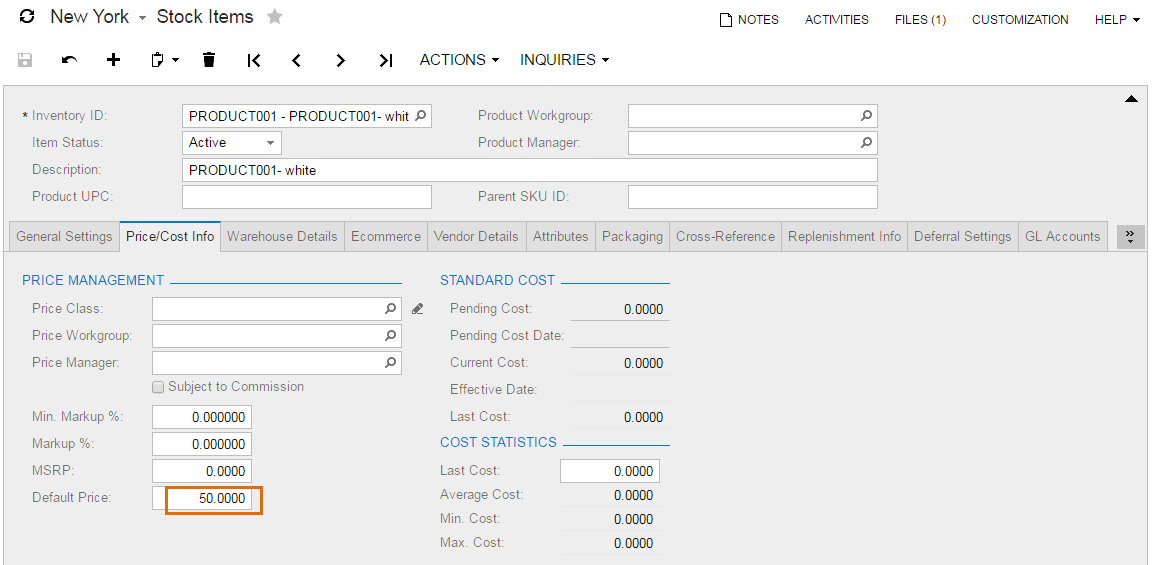 New York Stock Items NOTES ACTIVITIES FILES (1) CUSTOMIZATION HELP
ACTIONS INQUIRIES
* Inventory ID: PRODUCT001 - PRODUCT001- whit Product Workgroup:
Item Status: Active Product Manager:
Description: PRODUCT001- white
Product UPC: Parent SKU ID:
General Settings Price/Cost Info Warehouse Details Ecommerce Vendor Details Attributes Packaging Cross-Reference Replenishment Info Deferral Settings GL Accounts
PRICE MANAGEMENT STANDARD COST
Price Class: Pending Cost: 0.0000
Price Workgroup: Pending Cost Date:
Price Manager: Current Cost: 0.0000
Subject to Commission Effective Date:
Min. Markup %: 0.000000 Last Cost: 0.0000
Markup %: 0.000000 COST STATISTICS
MSRP: 0.0000 Last Cost: 0.0000
Default Price: 50.0000 Average Cost: 0.0000
Min. Cost: 0.0000
Max. Cost: 0.0000